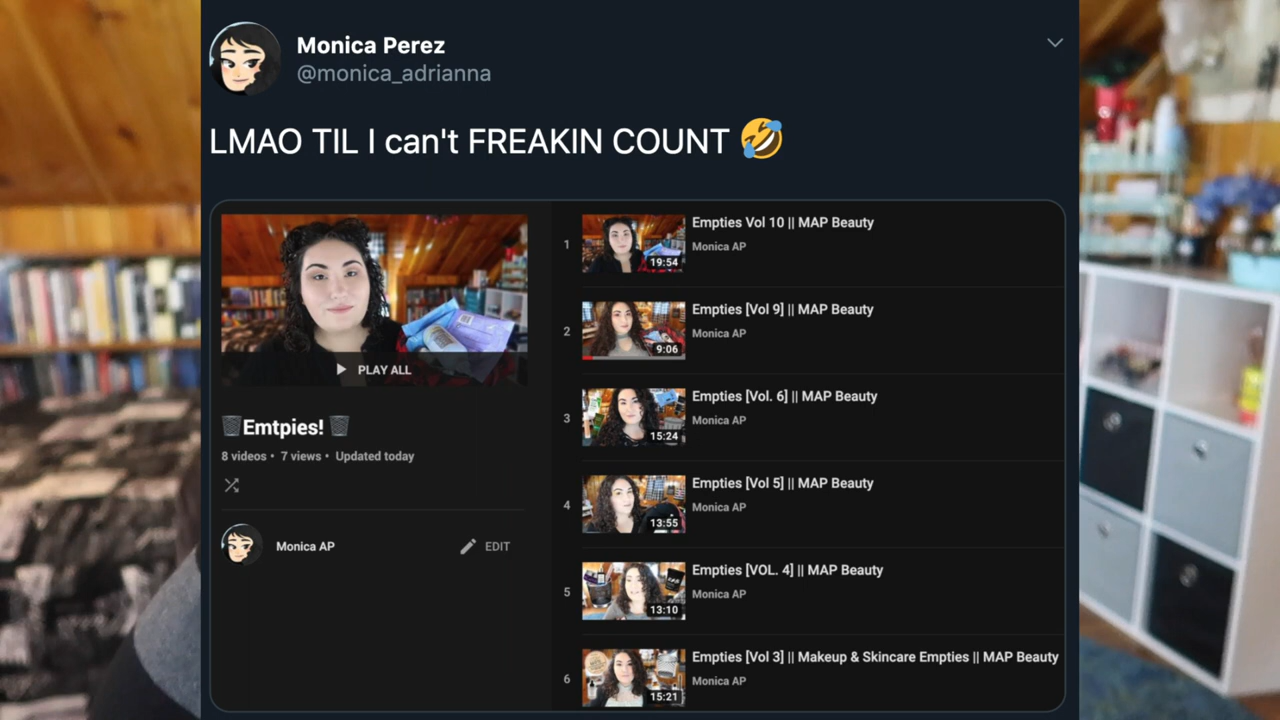 Monica Perez
@monica_adrianna
LMAO TIL I can't FREAKIN COUNT 🤣
PLAY ALL
🗑️Emtpies! 🗑️
8 videos • 7 views • Updated today
Monica AP
EDIT
1
19:54
Empties Vol 10 || MAP Beauty
Monica AP
2
9:06
Empties [Vol 9] || MAP Beauty
Monica AP
3
15:24
Empties [Vol. 6] || MAP Beauty
Monica AP
4
13:55
Empties [Vol 5] || MAP Beauty
Monica AP
5
13:10
Empties [VOL. 4] || MAP Beauty
Monica AP
6
15:21
Empties [Vol 3] || Makeup & Skincare Empties || MAP Beauty
Monica AP